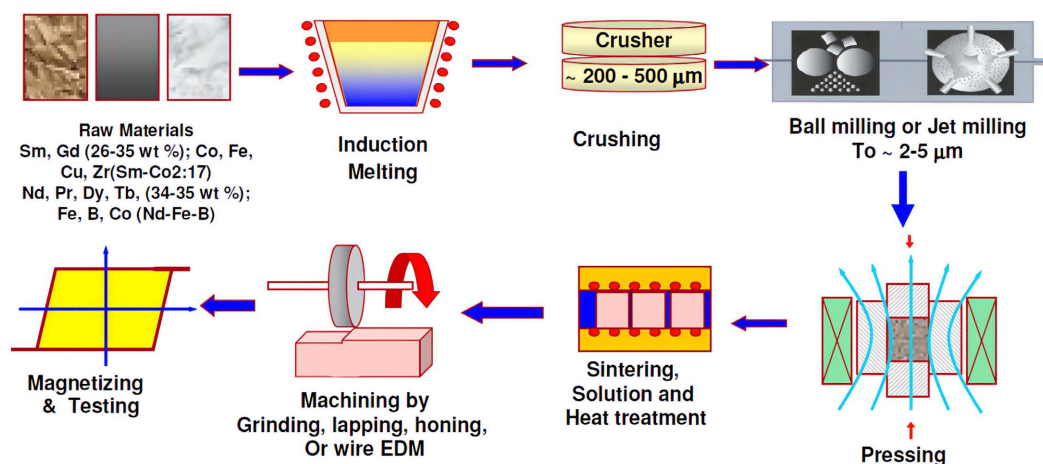 Raw Materials
Sm, Gd (26-35 wt %); Co, Fe,
Cu, Zr(Sm-Co2:17)
Nd, Pr, Dy, Tb, (34-35 wt %);
Fe, B, Co (Nd-Fe-B)
Induction
Melting
Crusher
~ 200 - 500 μm
Crushing
Ball milling or Jet milling
To ~ 2-5 μm
Pressing
Sintering,
Solution and
Heat treatment
Machining by
Grinding, lapping, honing,
Or wire EDM
Magnetizing
& Testing